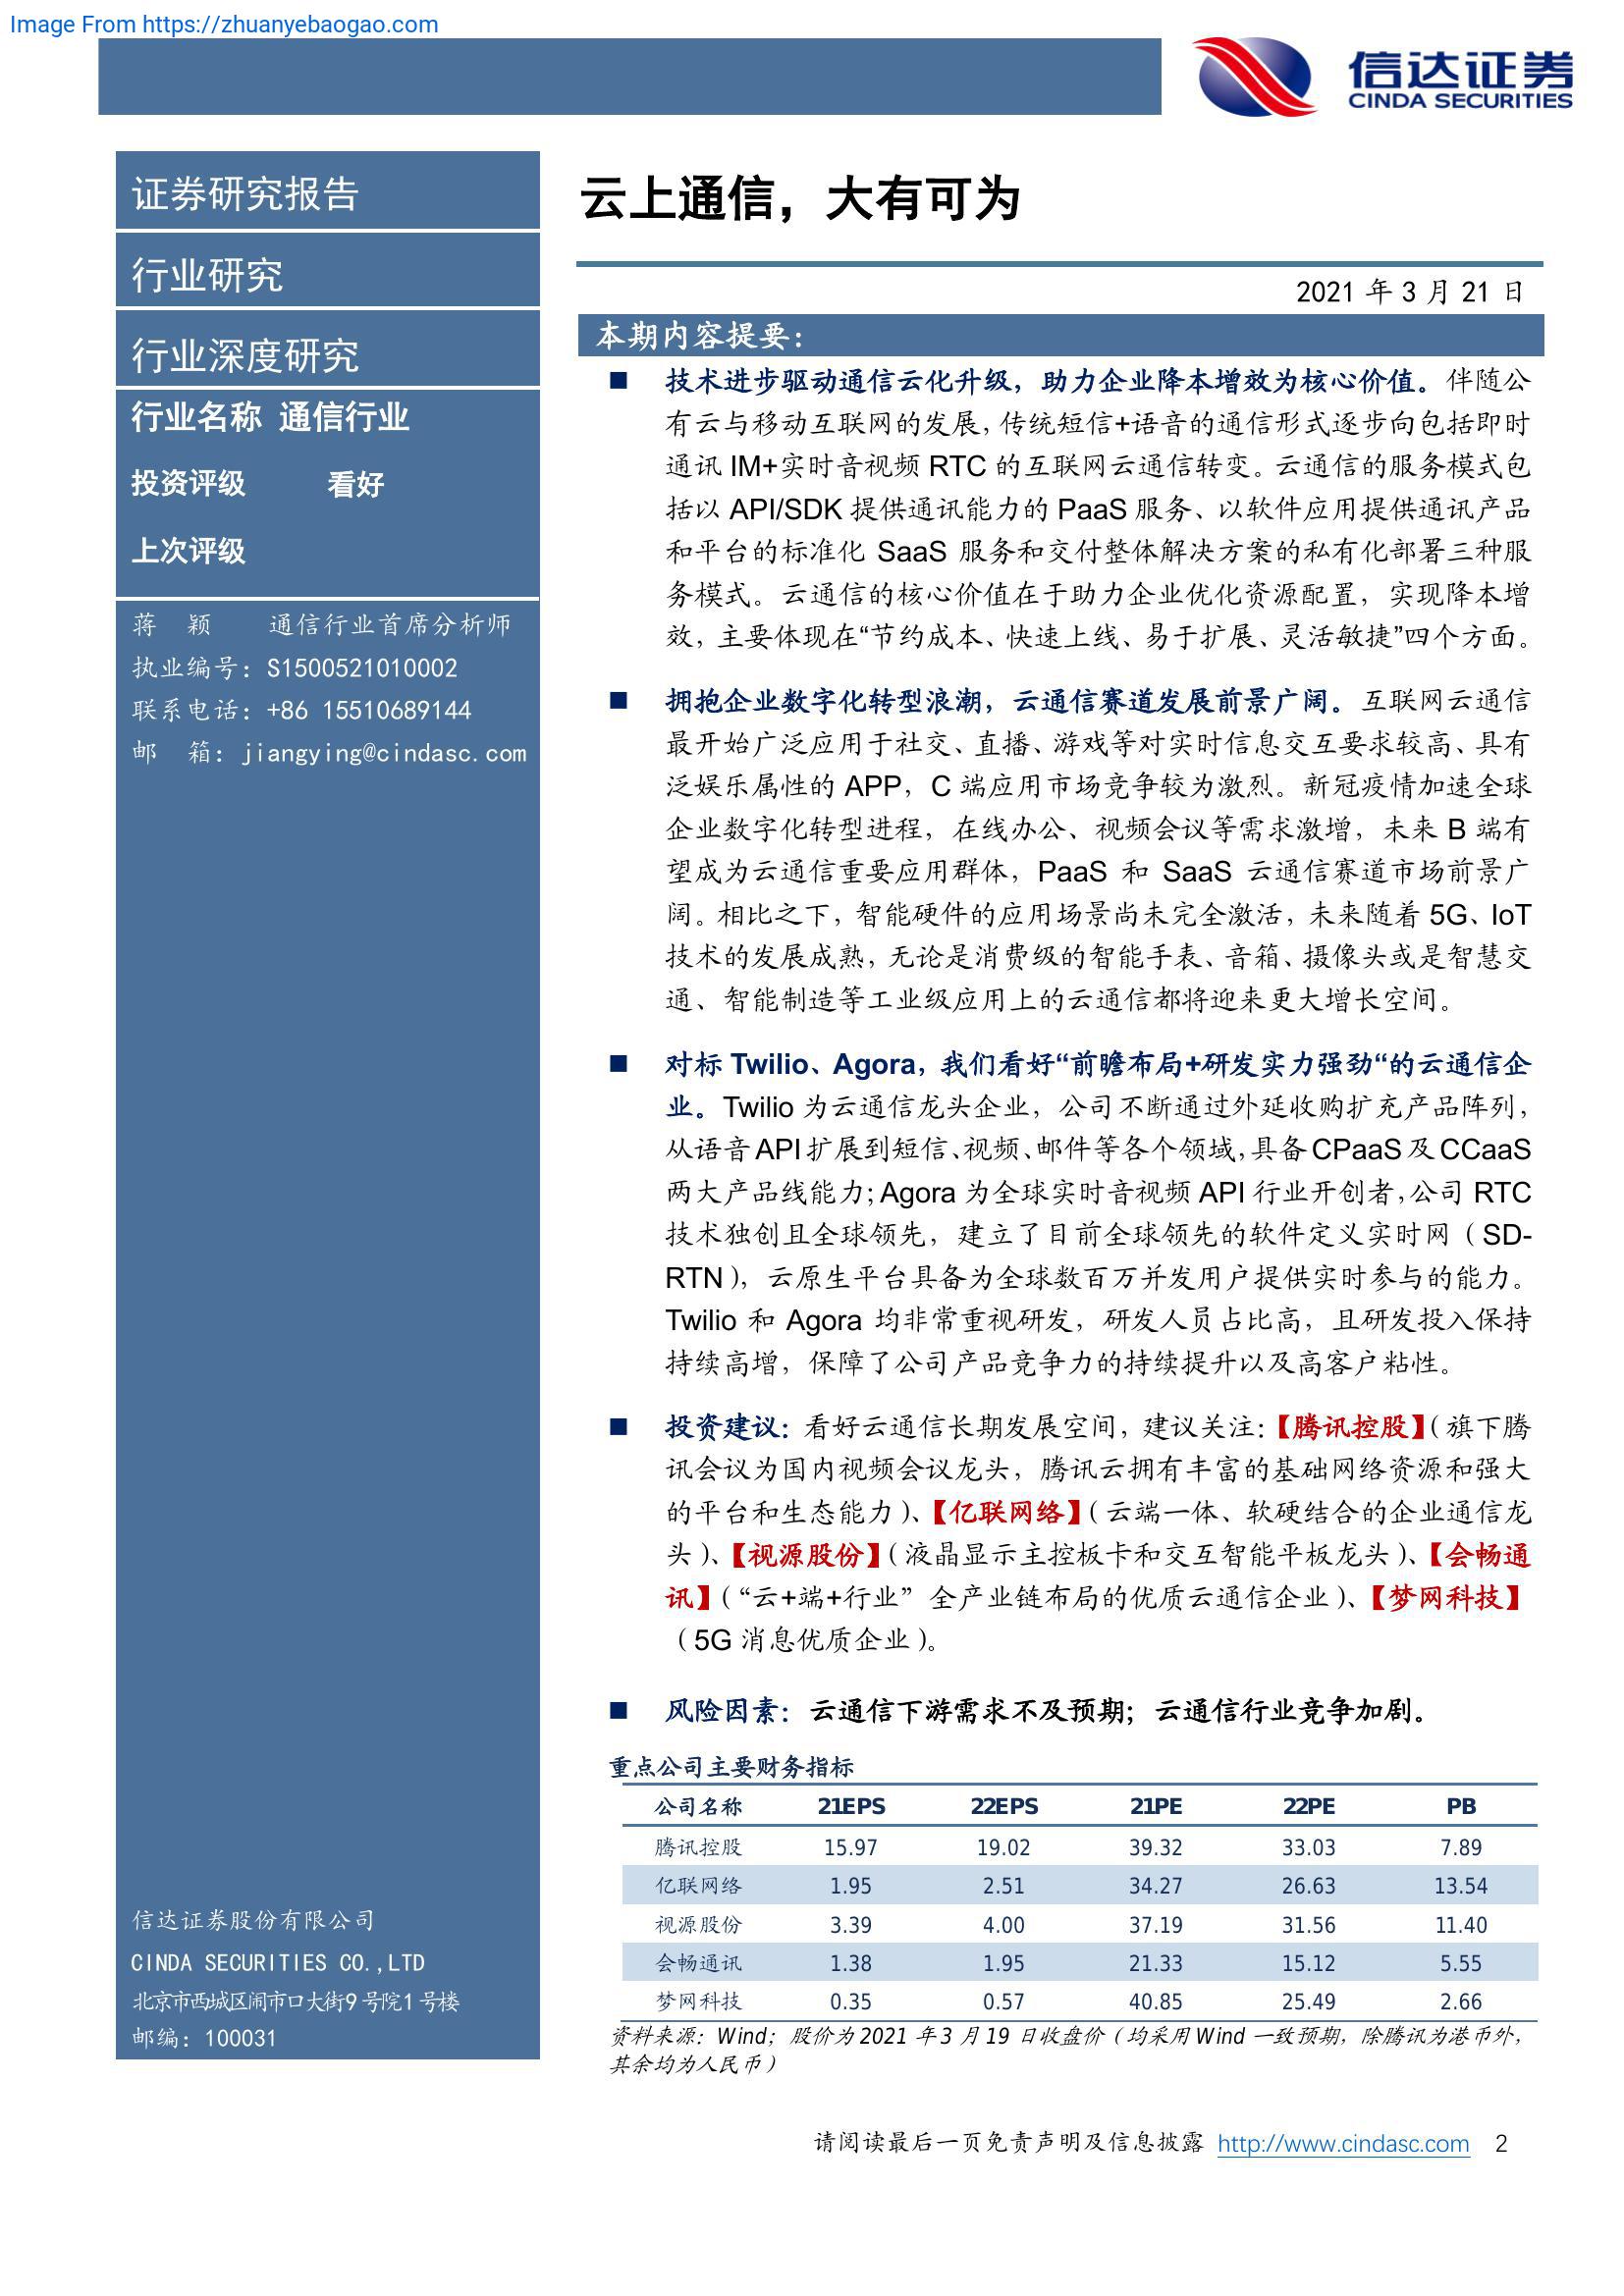 Image From https://zhuanyebaogao.com
信达证券
CINDA SECURITIES
证券研究报告
行业研究
行业深度研究
行业名称 通信行业
投资评级 看好
上次评级
蒋 颖 通信行业首席分析师
执业编号：S1500521010002
联系电话：+86 15510689144
邮 箱：jiangying@cindasc.com
信达证券股份有限公司
CINDA SECURITIES CO.,LTD
北京市西城区闹市口大街9号院1号楼
邮编：100031
云上通信，大有可为
2021 年 3 月 21 日
本期内容提要：
■ 技术进步驱动通信云化升级，助力企业降本增效为核心价值。伴随公
有云与移动互联网的发展，传统短信+语音的通信形式逐步向包括即时
通讯 IM+实时音视频 RTC 的互联网云通信转变。云通信的服务模式包
括以 API/SDK 提供通讯能力的 PaaS 服务、以软件应用提供通讯产品
和平台的标准化 SaaS 服务和交付整体解决方案的私有化部署三种服
务模式。云通信的核心价值在于助力企业优化资源配置，实现降本增
效，主要体现在“节约成本、快速上线、易于扩展、灵活敏捷”四个方面。
■ 拥抱企业数字化转型浪潮，云通信赛道发展前景广阔。互联网云通信
最开始广泛应用于社交、直播、游戏等对实时信息交互要求较高、具有
泛娱乐属性的 APP，C 端应用市场竞争较为激烈。新冠疫情加速全球
企业数字化转型进程，在线办公、视频会议等需求激增，未来 B 端有
望成为云通信重要应用群体，PaaS 和 SaaS 云通信赛道市场前景广
阔。相比之下，智能硬件的应用场景尚未完全激活，未来随着 5G、IoT
技术的发展成熟，无论是消费级的智能手表、音箱、摄像头或是智慧交
通、智能制造等工业级应用上的云通信都将迎来更大增长空间。
■ 对标 Twilio、Agora，我们看好“前瞻布局+研发实力强劲“的云通信企
业。Twilio 为云通信龙头企业，公司不断通过外延收购扩充产品阵列，
从语音 API 扩展到短信、视频、邮件等各个领域，具备 CPaaS 及 CCaaS
两大产品线能力；Agora 为全球实时音视频 API 行业开创者，公司 RTC
技术独创且全球领先，建立了目前全球领先的软件定义实时网（SD-
RTN），云原生平台具备为全球数百万并发用户提供实时参与的能力。
Twilio 和 Agora 均非常重视研发，研发人员占比高，且研发投入保持
持续高增，保障了公司产品竞争力的持续提升以及高客户粘性。
■ 投资建议：看好云通信长期发展空间，建议关注：【腾讯控股】（旗下腾
讯会议为国内视频会议龙头，腾讯云拥有丰富的基础网络资源和强大
的平台和生态能力）、【亿联网络】（云端一体、软硬结合的企业通信龙
头）、【视源股份】（液晶显示主控板卡和交互智能平板龙头）、【会畅通
讯】（“云+端+行业”全产业链布局的优质云通信企业）、【梦网科技】
（5G 消息优质企业）。
■ 风险因素：云通信下游需求不及预期；云通信行业竞争加剧。
重点公司主要财务指标
公司名称 21EPS 22EPS 21PE 22PE PB
腾讯控股 15.97 19.02 39.32 33.03 7.89
亿联网络 1.95 2.51 34.27 26.63 13.54
视源股份 3.39 4.00 37.19 31.56 11.40
会畅通讯 1.38 1.95 21.33 15.12 5.55
梦网科技 0.35 0.57 40.85 25.49 2.66
资料来源：Wind；股价为 2021 年 3 月 19 日收盘价（均采用 Wind 一致预期，除腾讯为港币外，
其余均为人民币）
请阅读最后一页免责声明及信息披露 http://www.cindasc.com 2